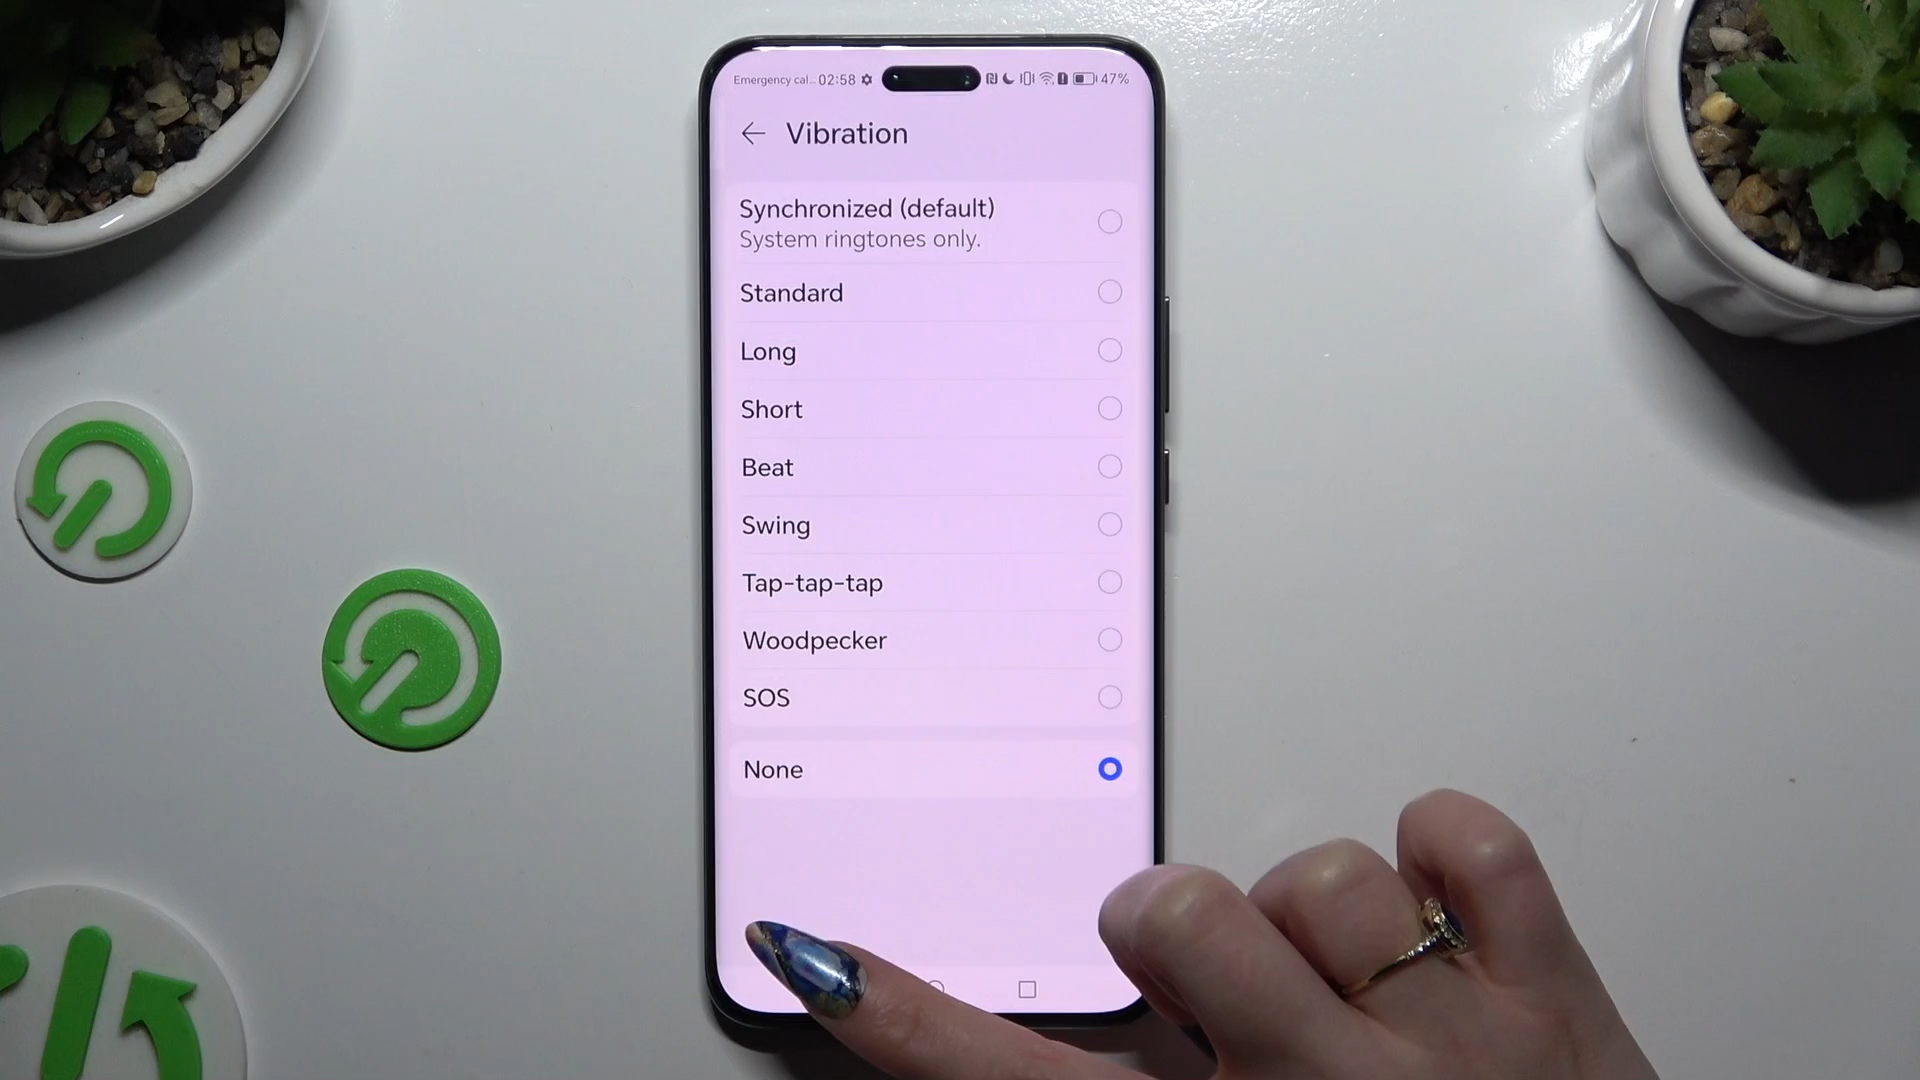 Emergency cal... 02:58 47%
Vibration
Synchronized (default)
System ringtones only.
Standard
Long
Short
Beat
Swing
Tap-tap-tap
Woodpecker
SOS
None